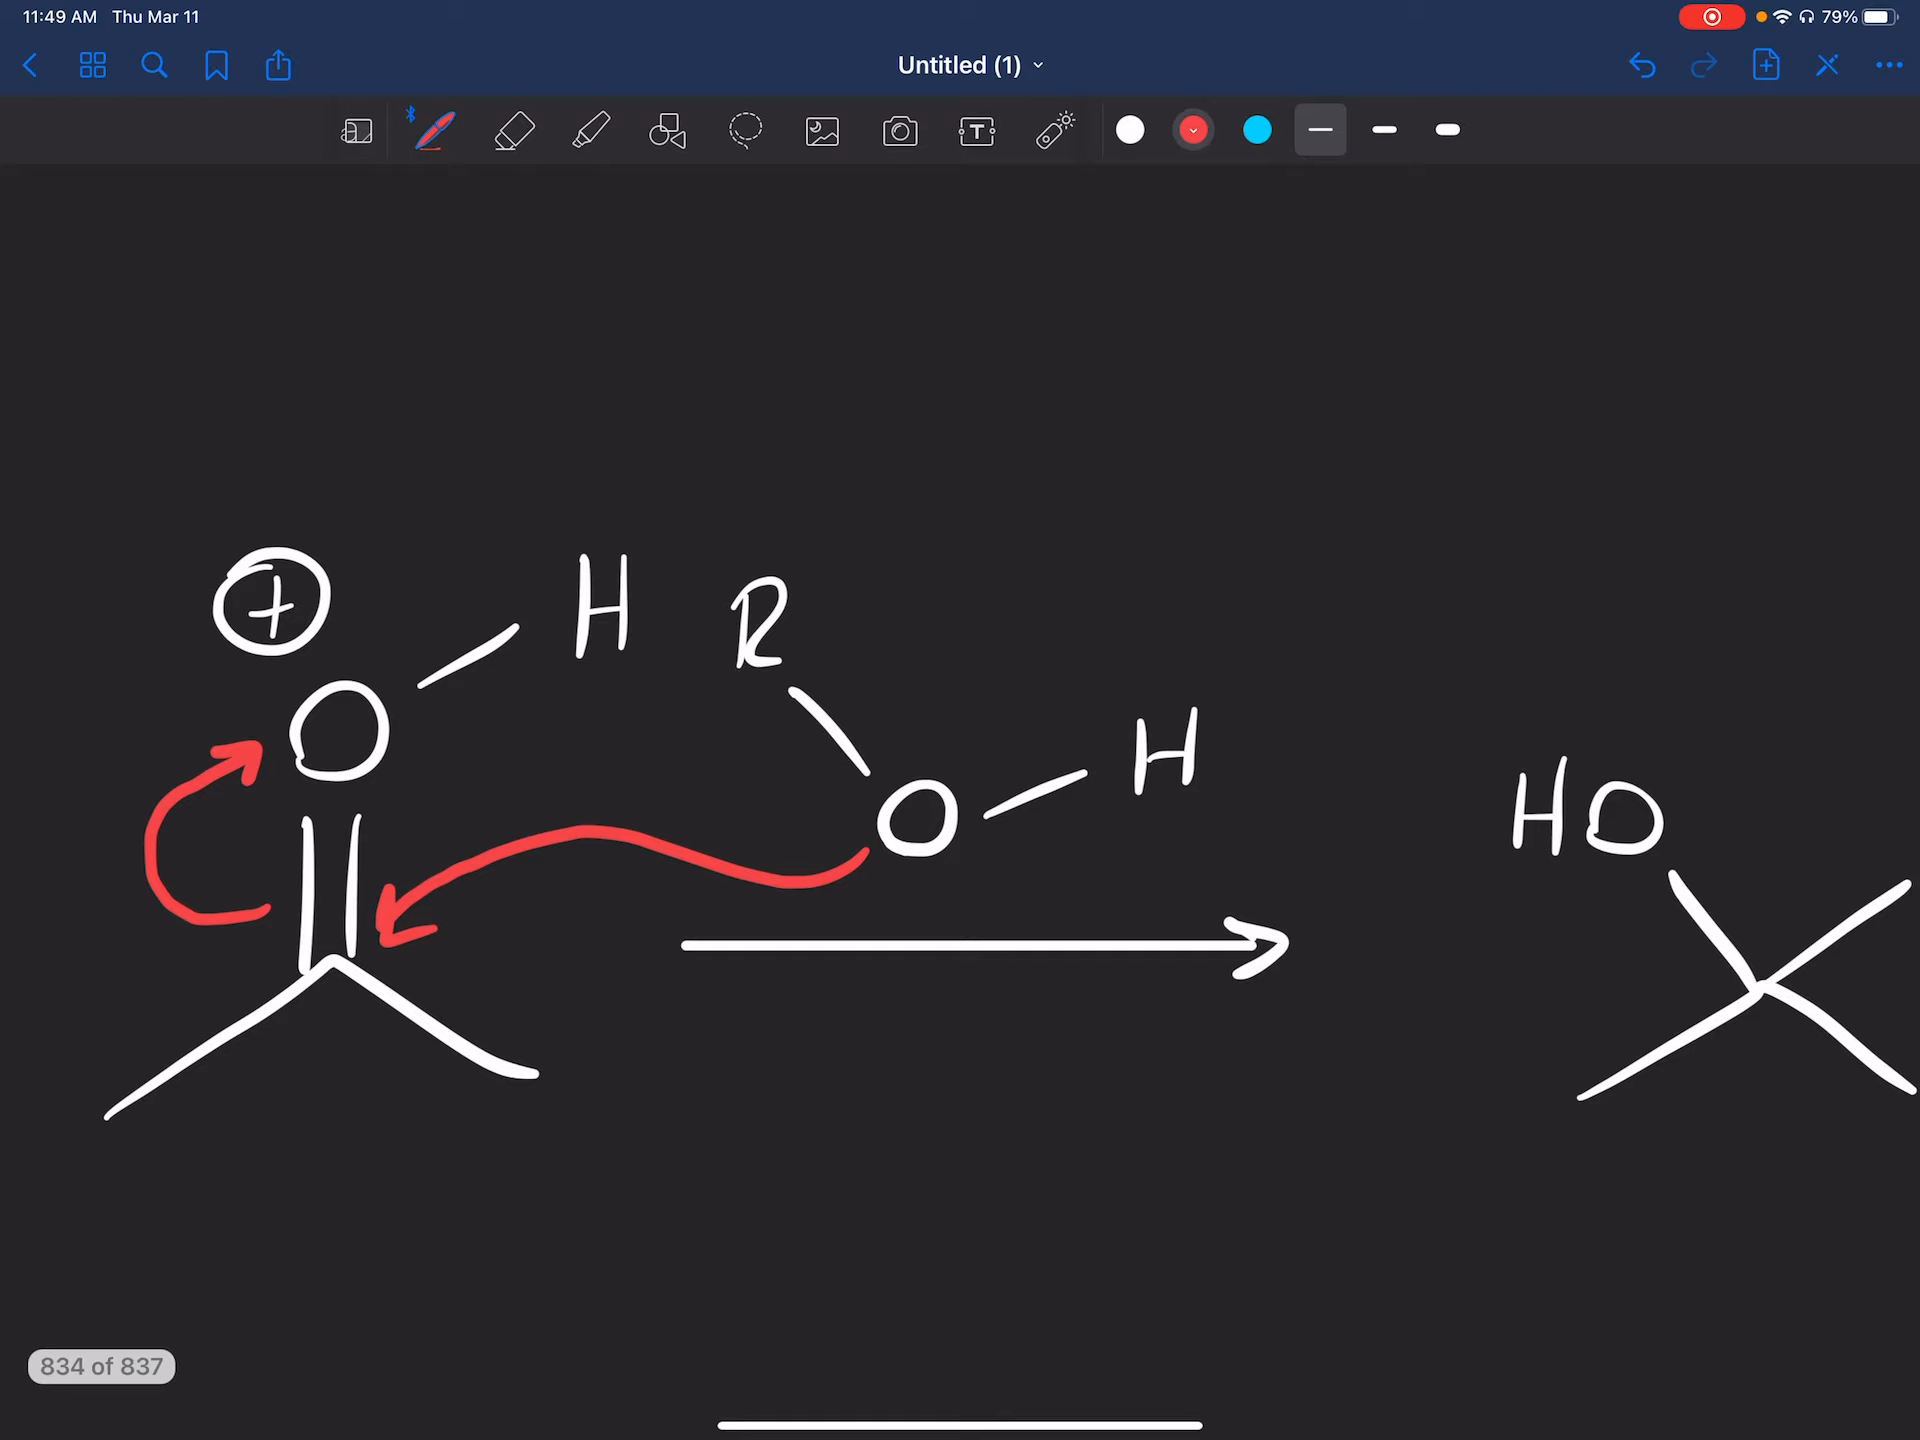 11:49 AM Thu Mar 11
79%
Untitled (1)
T
+
O H R
O H
HO
834 of 837